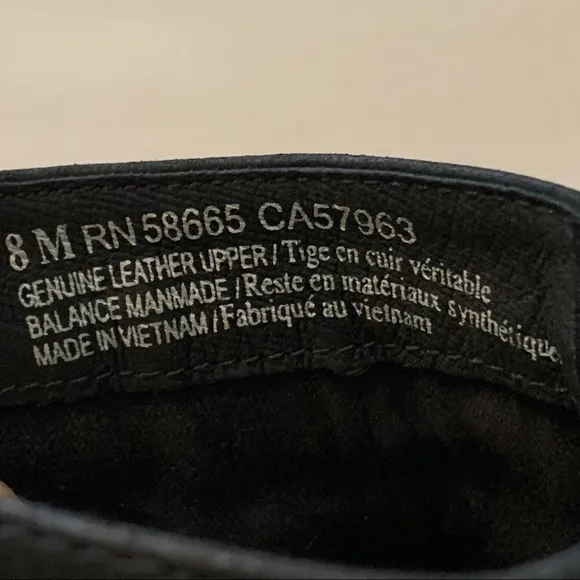 8 M RN 58665 CA57963
GENUINE LEATHER UPPER / Tige en cuir véritable
BALANCE MANMADE / Reste en matériaux synthétique
MADE IN VIETNAM / Fabriqué au vietnam